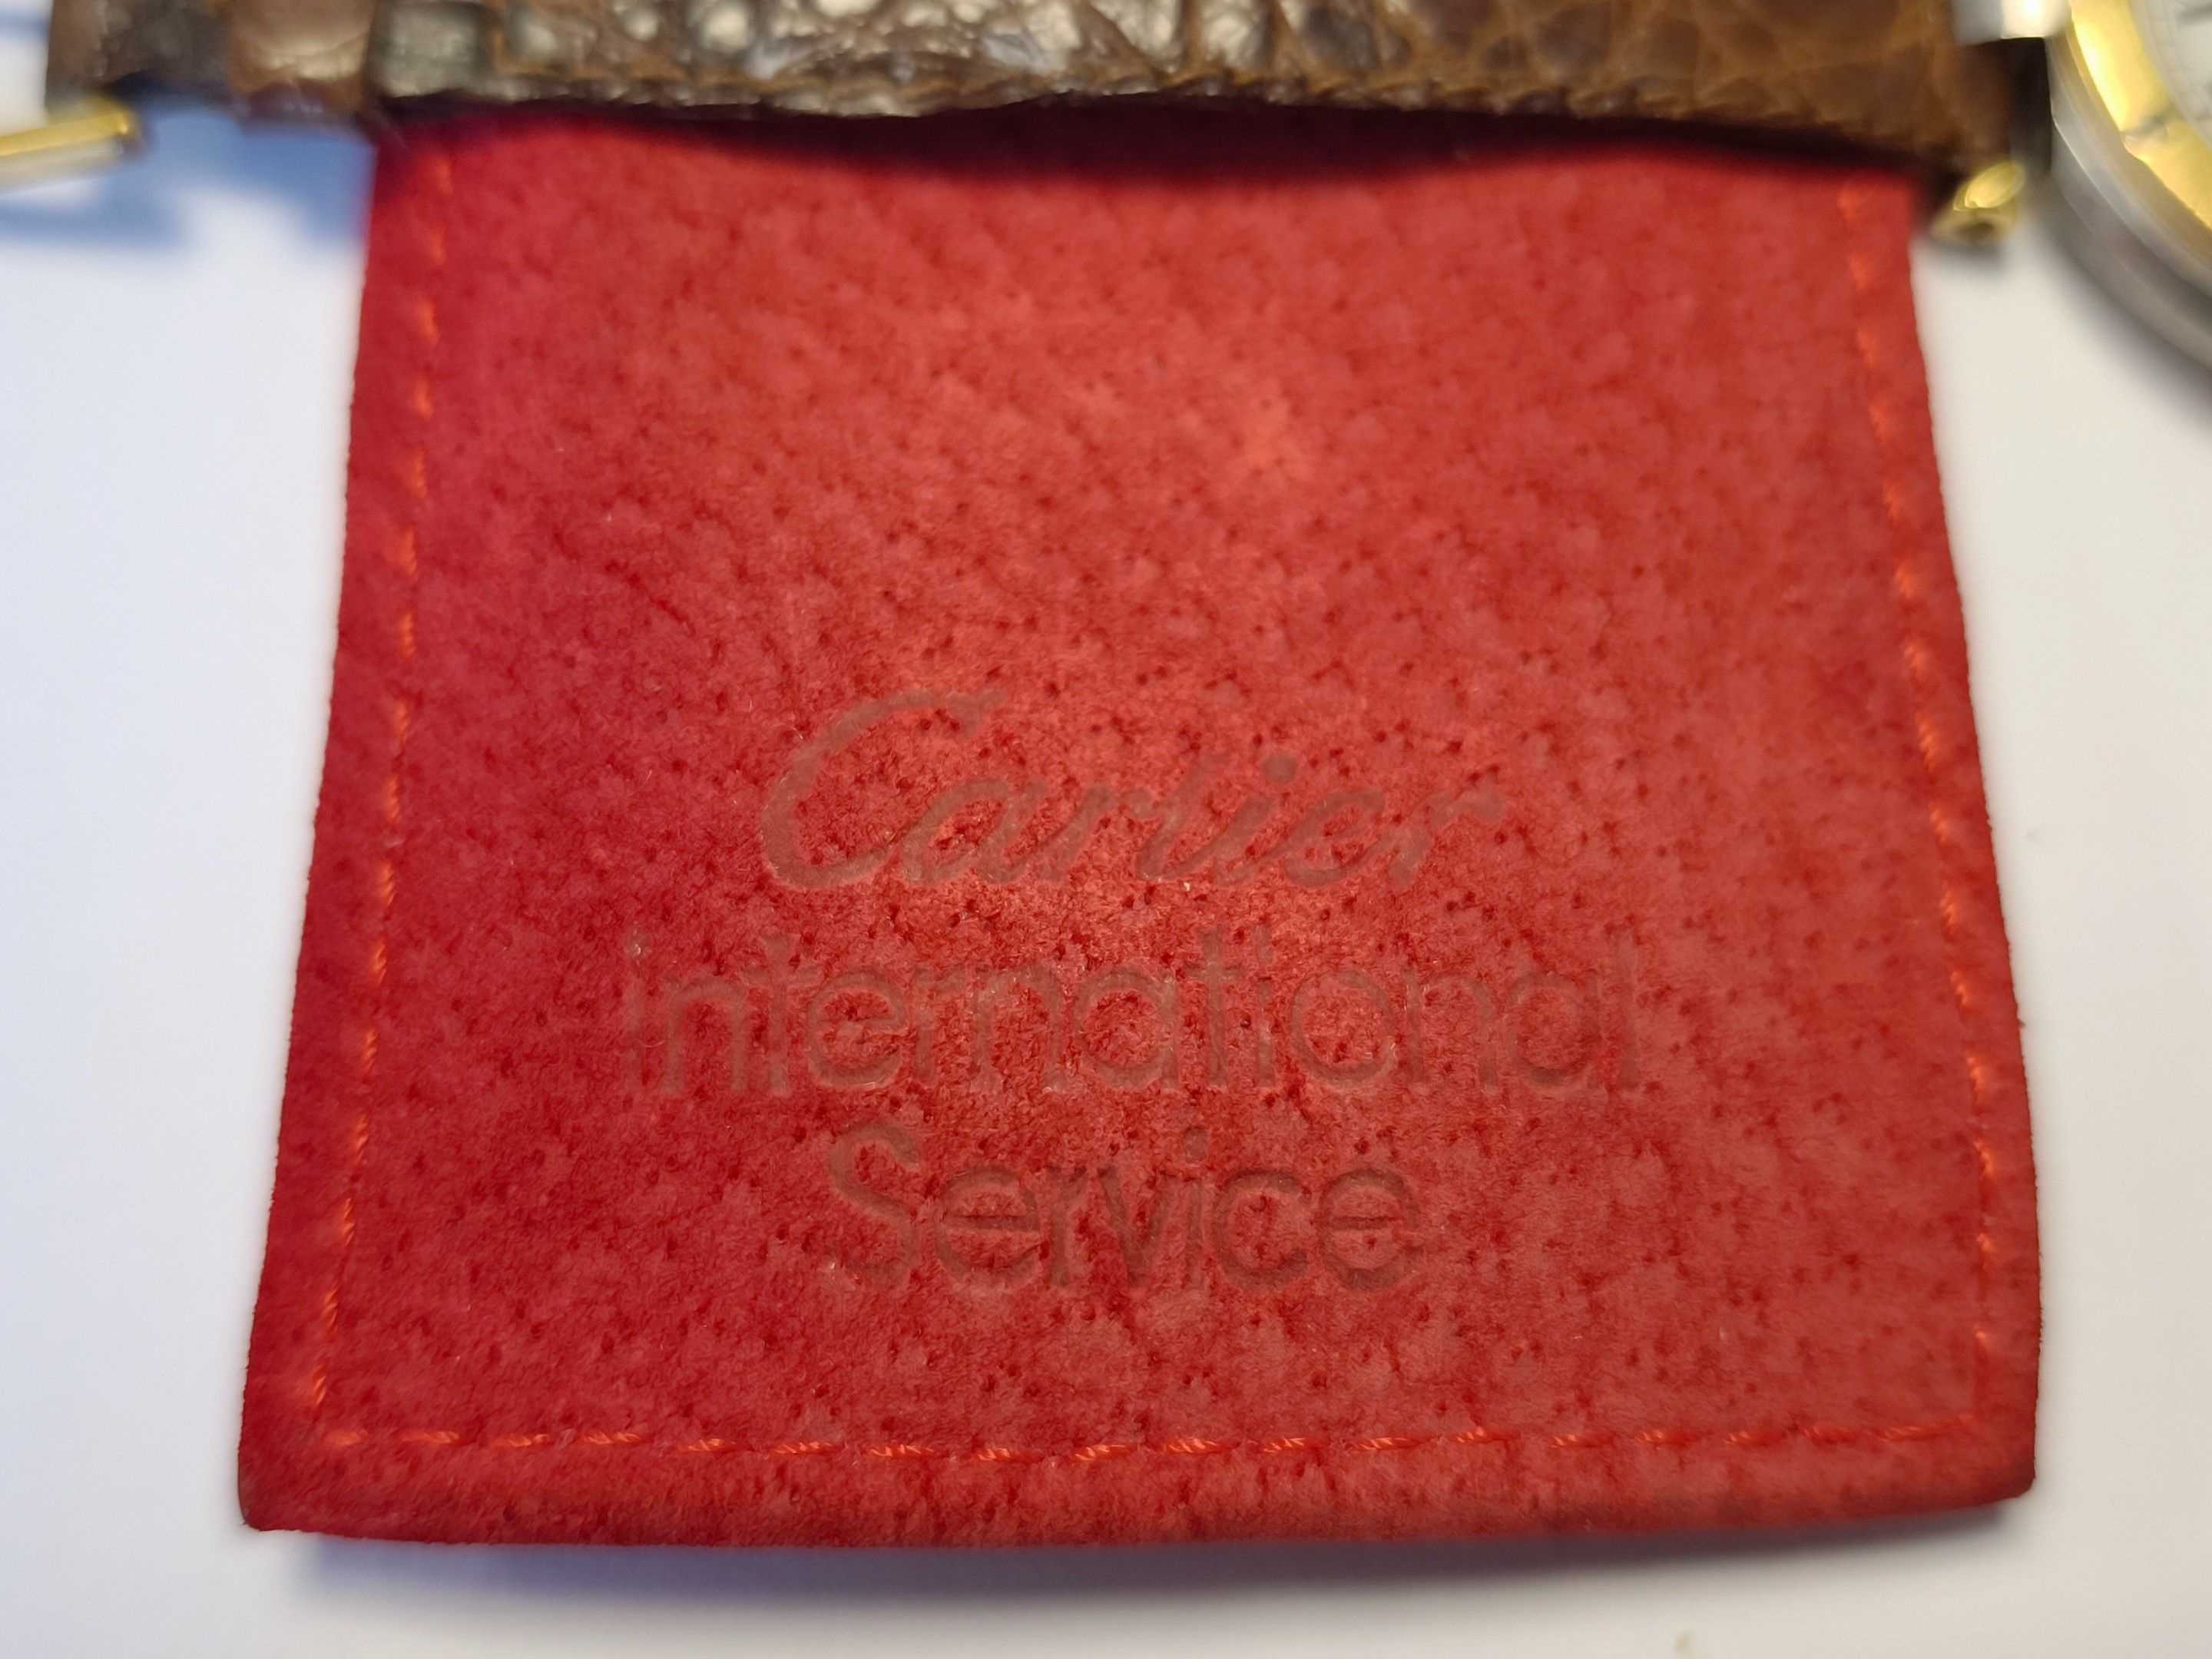 Cartier
international
Service